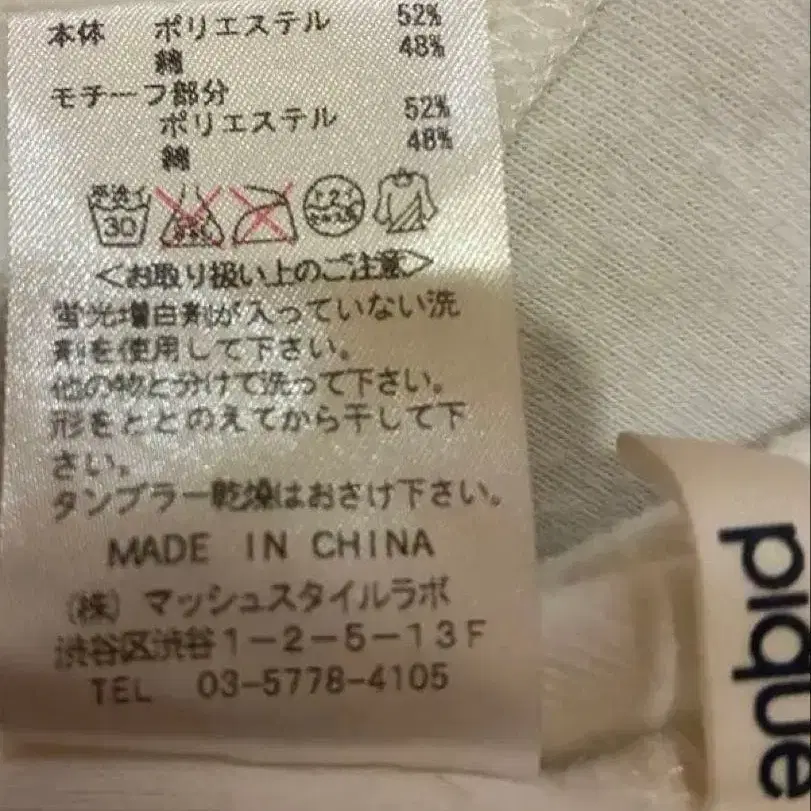 本体 ポリエステル 52%
綿 48%
モチーフ部分
ポリエステル 52%
綿 48%
手洗イ
30
<お取り扱い上のご注意>
蛍光増白剤が入っていない洗
剤を使用して下さい。
他の物と分けて洗って下さい。
形をととのえてから干して下
さい。
タンブラー乾燥はおさけ下さい。
MADE IN CHINA
(株) マッシュスタイルラボ
渋谷区渋谷1-2-5-13F
TEL 03-5778-4105
pique